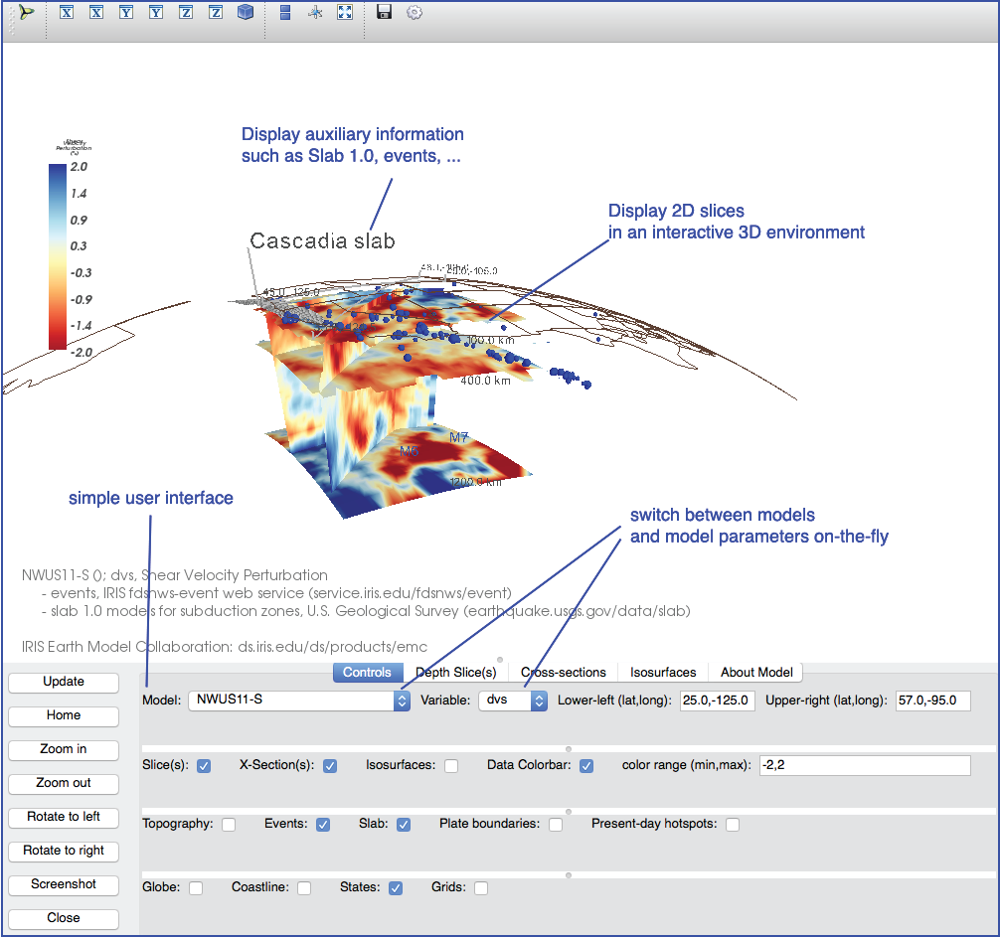 X X Y Y Z Z
Display auxiliary information
such as Slab 1.0, events, ...
Velocity
Perturbation
(%)
2.0
1.4
0.9
0.3
-0.3
-0.9
-1.4
-2.0
Display 2D slices
in an interactive 3D environment
Cascadia slab
45.0,-125.0
-105.0
100.0 km
400.0 km
M7
M6
1200.0 km
simple user interface
switch between models
and model parameters on-the-fly
NWUS11-S (); dvs, Shear Velocity Perturbation
- events, IRIS fdsnws-event web service (service.iris.edu/fdsnws/event)
- slab 1.0 models for subduction zones, U.S. Geological Survey (earthquake.usgs.gov/data/slab)
IRIS Earth Model Collaboration: ds.iris.edu/ds/products/emc
Controls Depth Slice(s) Cross-sections Isosurfaces About Model
Update
Home
Zoom in
Zoom out
Rotate to left
Rotate to right
Screenshot
Close
Model: NWUS11-S Variable: dvs Lower-left (lat,long): 25.0,-125.0 Upper-right (lat,long): 57.0,-95.0
Slice(s): X-Section(s): Isosurfaces: Data Colorbar: color range (min,max): -2,2
Topography: Events: Slab: Plate boundaries: Present-day hotspots:
Globe: Coastline: States: Grids: